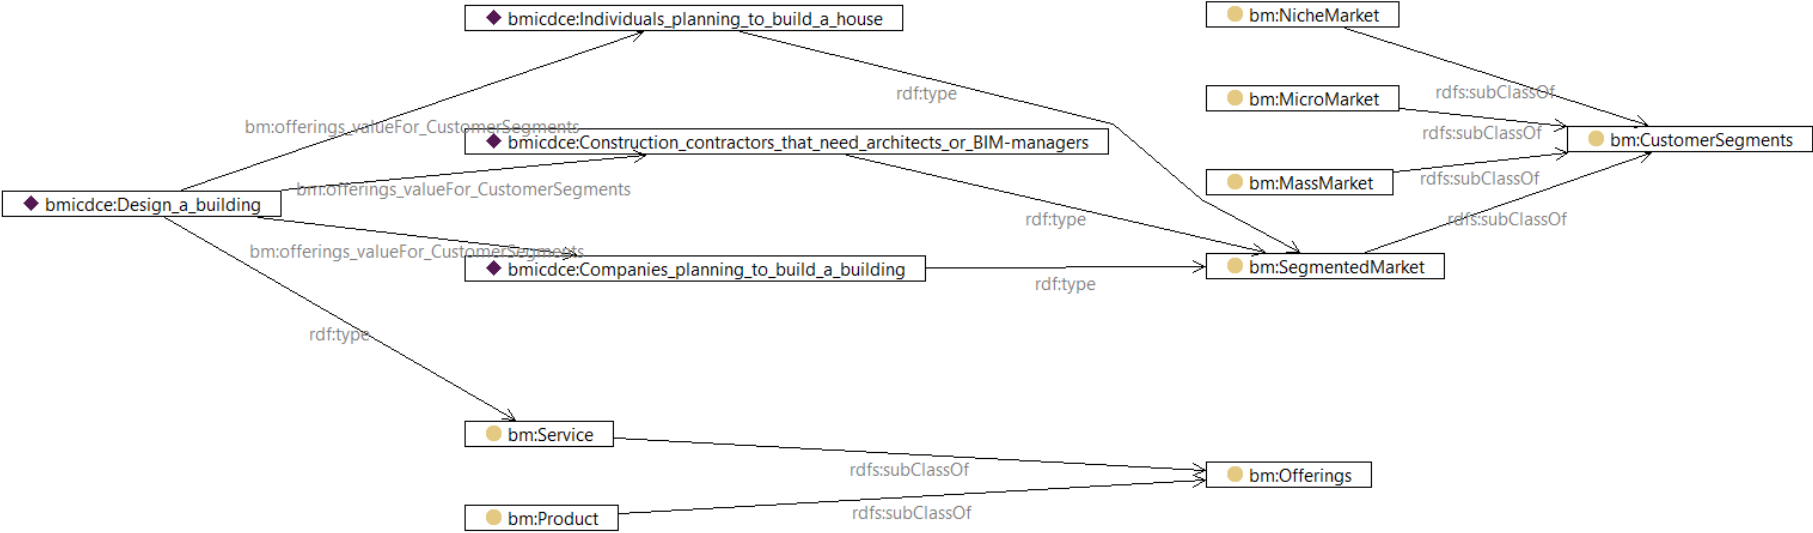 bmicdce:Individuals_planning_to_build_a_house
bm:NicheMarket
rdf:type
rdfs:subClassOf
bm:MicroMarket
bm:offerings_valueFor_CustomerSegments
rdfs:subClassOf
bmicdce:Construction_contractors_that_need_architects_or_BIM-managers
bm:CustomerSegments
bm:offerings_valueFor_CustomerSegments
bm:MassMarket
rdfs:subClassOf
bmicdce:Design_a_building
rdf:type
rdfs:subClassOf
bm:offerings_valueFor_CustomerSegments
bmicdce:Companies_planning_to_build_a_building
bm:SegmentedMarket
rdf:type
rdf:type
bm:Service
rdfs:subClassOf
bm:Offerings
bm:Product
rdfs:subClassOf